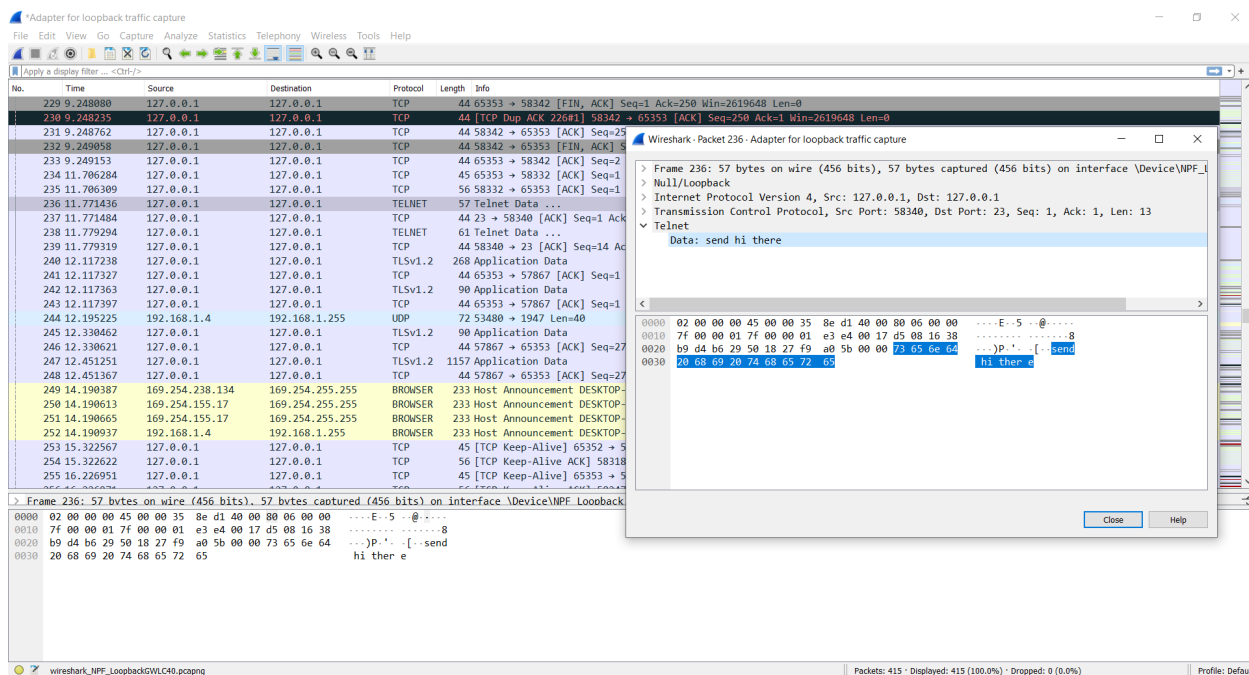 *Adapter for loopback traffic capture
File Edit View Go Capture Analyze Statistics Telephony Wireless Tools Help
Apply a display filter ... <Ctrl-/>
No. Time Source Destination Protocol Length Info
229 9.248080 127.0.0.1 127.0.0.1 TCP 44 65353 → 58342 [FIN, ACK] Seq=1 Ack=250 Win=2619648 Len=0
230 9.248235 127.0.0.1 127.0.0.1 TCP 44 [TCP Dup ACK 226#1] 58342 → 65353 [ACK] Seq=250 Ack=1 Win=2619648 Len=0
231 9.248762 127.0.0.1 127.0.0.1 TCP 44 58342 → 65353 [ACK] Seq=25
232 9.249058 127.0.0.1 127.0.0.1 TCP 44 58342 → 65353 [FIN, ACK] S
233 9.249153 127.0.0.1 127.0.0.1 TCP 44 65353 → 58342 [ACK] Seq=2
234 11.706284 127.0.0.1 127.0.0.1 TCP 45 65353 → 58332 [ACK] Seq=1
235 11.706309 127.0.0.1 127.0.0.1 TCP 56 58332 → 65353 [ACK] Seq=1
236 11.771436 127.0.0.1 127.0.0.1 TELNET 57 Telnet Data ...
237 11.771484 127.0.0.1 127.0.0.1 TCP 44 23 → 58340 [ACK] Seq=1 Ack
238 11.779294 127.0.0.1 127.0.0.1 TELNET 61 Telnet Data ...
239 11.779319 127.0.0.1 127.0.0.1 TCP 44 58340 → 23 [ACK] Seq=14 Ac
240 12.117238 127.0.0.1 127.0.0.1 TLSv1.2 268 Application Data
241 12.117327 127.0.0.1 127.0.0.1 TCP 44 65353 → 57867 [ACK] Seq=1
242 12.117363 127.0.0.1 127.0.0.1 TLSv1.2 90 Application Data
243 12.117397 127.0.0.1 127.0.0.1 TCP 44 65353 → 57867 [ACK] Seq=1
244 12.195225 192.168.1.4 192.168.1.255 UDP 72 53480 → 1947 Len=40
245 12.330462 127.0.0.1 127.0.0.1 TLSv1.2 90 Application Data
246 12.330621 127.0.0.1 127.0.0.1 TCP 44 57867 → 65353 [ACK] Seq=27
247 12.451251 127.0.0.1 127.0.0.1 TLSv1.2 1157 Application Data
248 12.451367 127.0.0.1 127.0.0.1 TCP 44 57867 → 65353 [ACK] Seq=27
249 14.190387 169.254.238.134 169.254.255.255 BROWSER 233 Host Announcement DESKTOP-
250 14.190613 169.254.155.17 169.254.255.255 BROWSER 233 Host Announcement DESKTOP-
251 14.190665 169.254.155.17 169.254.255.255 BROWSER 233 Host Announcement DESKTOP-
252 14.190937 192.168.1.4 192.168.1.255 BROWSER 233 Host Announcement DESKTOP-
253 15.322567 127.0.0.1 127.0.0.1 TCP 45 [TCP Keep-Alive] 65352 → 5
254 15.322622 127.0.0.1 127.0.0.1 TCP 56 [TCP Keep-Alive ACK] 58318
255 16.226951 127.0.0.1 127.0.0.1 TCP 45 [TCP Keep-Alive] 65353 → 5
Frame 236: 57 bytes on wire (456 bits), 57 bytes captured (456 bits) on interface \Device\NPF_Loopback
0000 02 00 00 00 45 00 00 35 8e d1 40 00 80 06 00 00 ····E··5 ··@·····
0010 7f 00 00 01 7f 00 00 01 e3 e4 00 17 d5 08 16 38 ········ ·······8
0020 b9 d4 b6 29 50 18 27 f9 a0 5b 00 00 73 65 6e 64 ···)P·'· ·[··send
0030 20 68 69 20 74 68 65 72 65 hi ther e
Wireshark · Packet 236 · Adapter for loopback traffic capture
Frame 236: 57 bytes on wire (456 bits), 57 bytes captured (456 bits) on interface \Device\NPF_L
Null/Loopback
Internet Protocol Version 4, Src: 127.0.0.1, Dst: 127.0.0.1
Transmission Control Protocol, Src Port: 58340, Dst Port: 23, Seq: 1, Ack: 1, Len: 13
Telnet
Data: send hi there
0000 02 00 00 00 45 00 00 35 8e d1 40 00 80 06 00 00 ····E··5 ··@·····
0010 7f 00 00 01 7f 00 00 01 e3 e4 00 17 d5 08 16 38 ········ ·······8
0020 b9 d4 b6 29 50 18 27 f9 a0 5b 00 00 73 65 6e 64 ···)P·'· ·[··send
0030 20 68 69 20 74 68 65 72 65 hi ther e
Close Help
wireshark_NPF_LoopbackGWLC40.pcapng Packets: 415 · Displayed: 415 (100.0%) · Dropped: 0 (0.0%) Profile: Defau